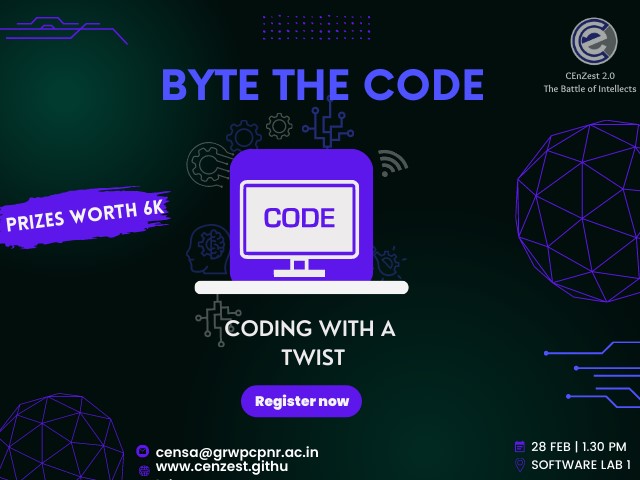 CEnZest 2.0
The Battle of Intellects
BYTE THE CODE
PRIZES WORTH 6K
CODE
CODING WITH A
TWIST
Register now
censa@grwpcpnr.ac.in
www.cenzest.githu
28 FEB | 1.30 PM
SOFTWARE LAB 1